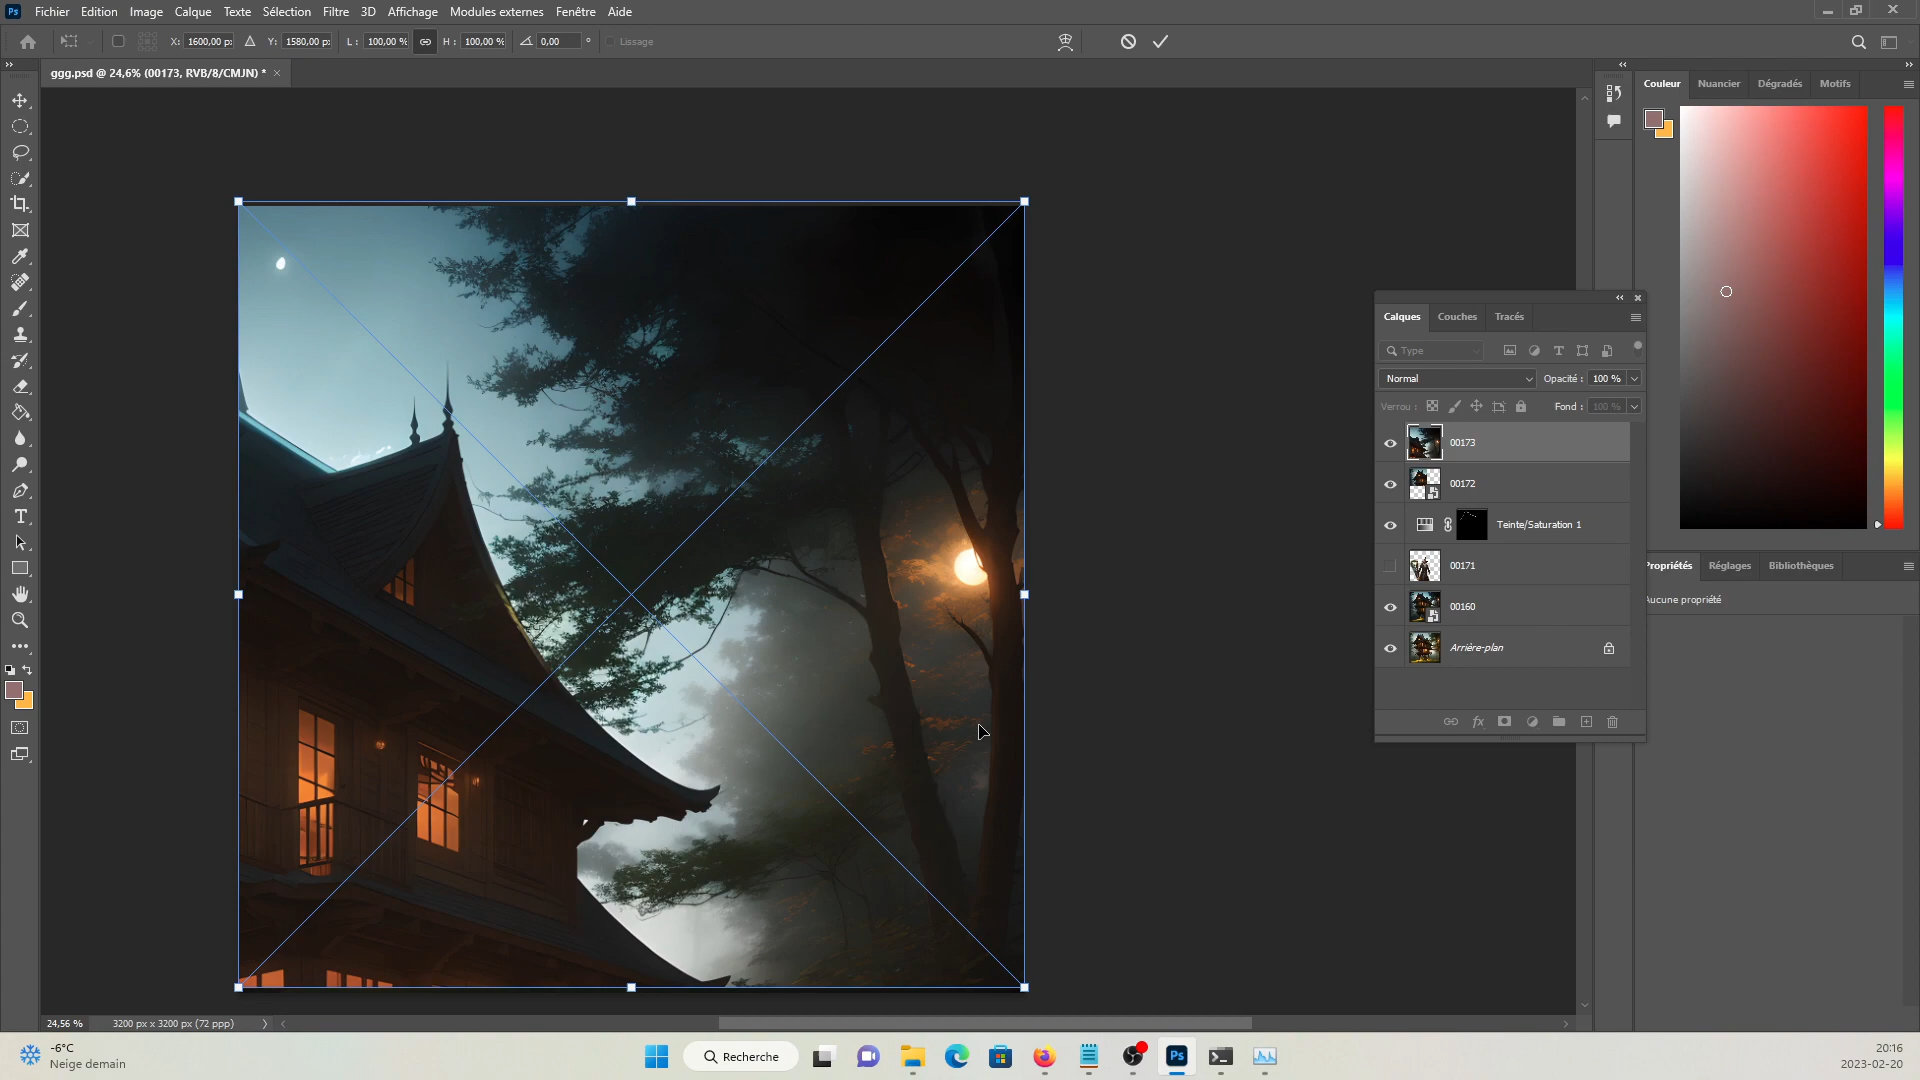 Ps Fichier Edition Image Calque Texte Sélection Filtre 3D Affichage Modules externes Fenêtre Aide
X: 1600,00 p: Y: 1580,00 p: L : 100,00 % H : 100,00 % 0,00 ° Lissage
ggg.psd @ 24,6% (00173, RVB/8/CMJN) * ×
Couleur Nuancier Dégradés Motifs
Calques Couches Tracés
Type
Normal Opacité : 100 %
Verrou : Fond : 100 %
00173
00172
Teinte/Saturation 1
00171
00160
Arrière-plan
fx
Propriétés Réglages Bibliothèques
Aucune propriété
24,56 % 3200 px x 3200 px (72 ppp)
-6°C
Neige demain
Recherche
Ps
20:16
2023-02-20